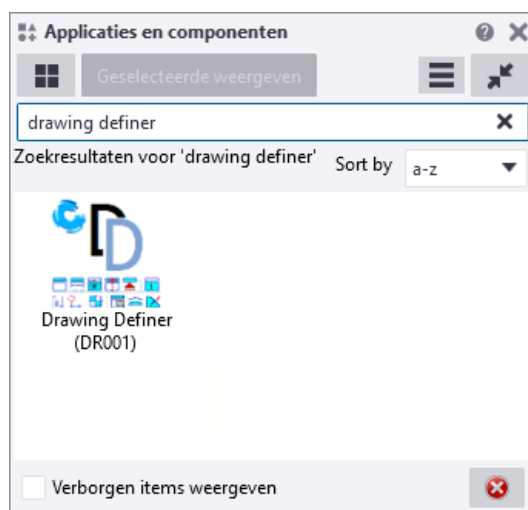 Applicaties en componenten
Geselecteerde weergeven
drawing definer
Zoekresultaten voor 'drawing definer' Sort by a-z
DD
Drawing Definer
(DR001)
Verborgen items weergeven